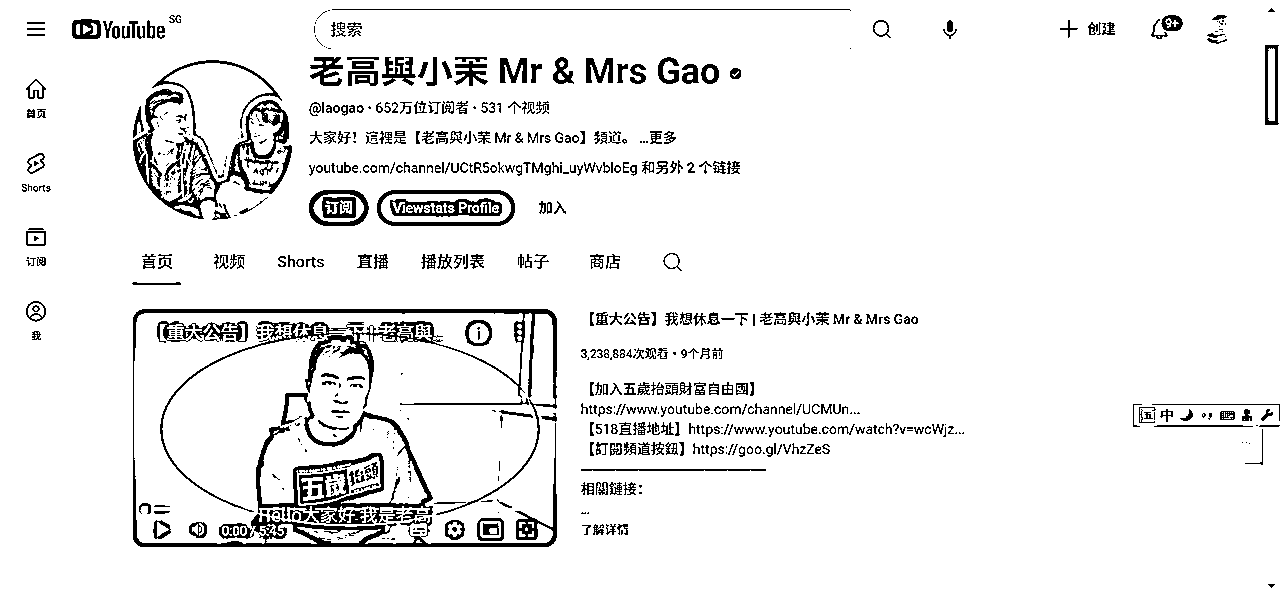 YouTube SG
搜索
创建
9+
首页
Shorts
订阅
我
老高與小茉 Mr & Mrs Gao
@laogao · 652万位订阅者 · 531 个视频
大家好！這裡是【老高與小茉 Mr & Mrs Gao】頻道。 ...更多
youtube.com/channel/UCtR5okwgTMghi_uyWvbloEg 和另外 2 个链接
订阅 Viewstats Profile 加入
首页 视频 Shorts 直播 播放列表 帖子 商店
【重大公告】我想休息一下 | 老高與...
五歲抬頭
Hello大家好 我是老高
0:00 / 5:45
【重大公告】我想休息一下 | 老高與小茉 Mr & Mrs Gao
3,238,884次观看 · 9个月前
【加入五歲抬頭財富自由團】
https://www.youtube.com/channel/UCMUn...
【518直播地址】https://www.youtube.com/watch?v=wcWjz...
【訂閱頻道按鈕】https://goo.gl/VhzZeS
相關鏈接：
...
了解详情
五 中